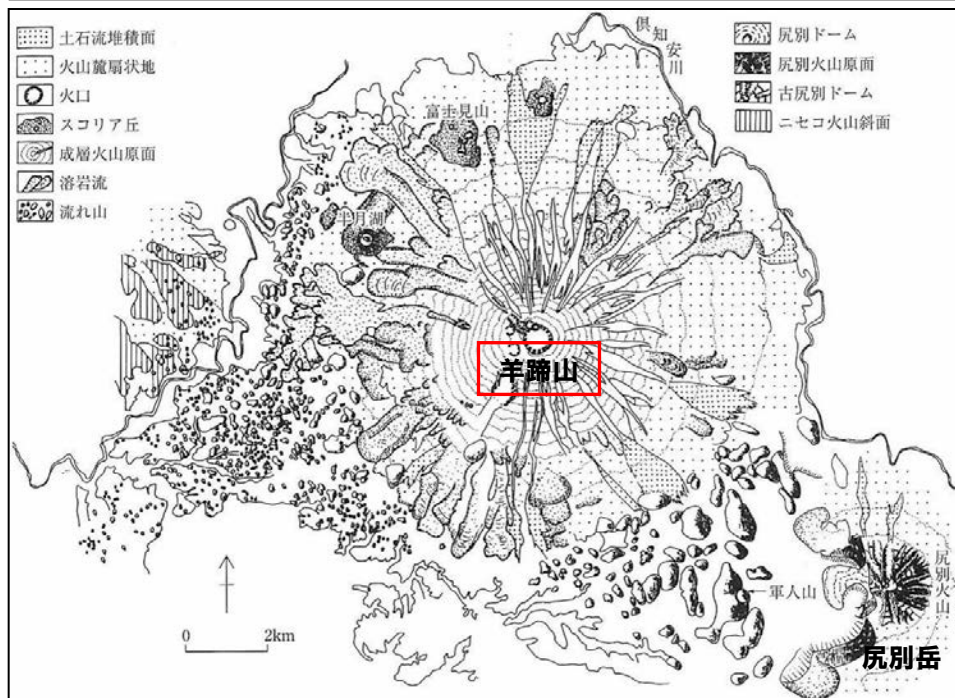 土石流堆積面
火山麓扇状地
火口
スコリア丘
成層火山原面
溶岩流
流れ山
倶知安川
尻別ドーム
尻別火山原面
古尻別ドーム
ニセコ火山斜面
富士見山
半月湖
羊蹄山
軍人山
尻別火山
尻別岳
0 2km